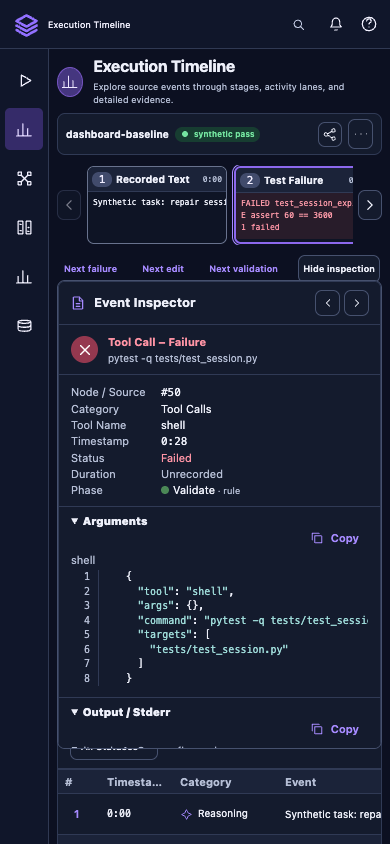 Execution Timeline
Execution Timeline
Explore source events through stages, activity lanes, and
detailed evidence.
dashboard-baseline
synthetic pass
1 Recorded Text 0:00
Synthetic task: repair sessi
2 Test Failure
FAILED test_session_exp
E assert 60 == 3600
1 failed
Next failure Next edit Next validation Hide inspection
Event Inspector
Tool Call – Failure
pytest -q tests/test_session.py
Node / Source #50
Category Tool Calls
Tool Name shell
Timestamp 0:28
Status Failed
Duration Unrecorded
Phase Validate · rule
Arguments
Copy
shell
1 {
2 "tool": "shell",
3 "args": {},
4 "command": "pytest -q tests/test_sessi
5 "targets": [
6 "tests/test_session.py"
7 ]
8 }
Output / Stderr
Copy
# Timesta... Category Event
1 0:00 Reasoning Synthetic task: repa